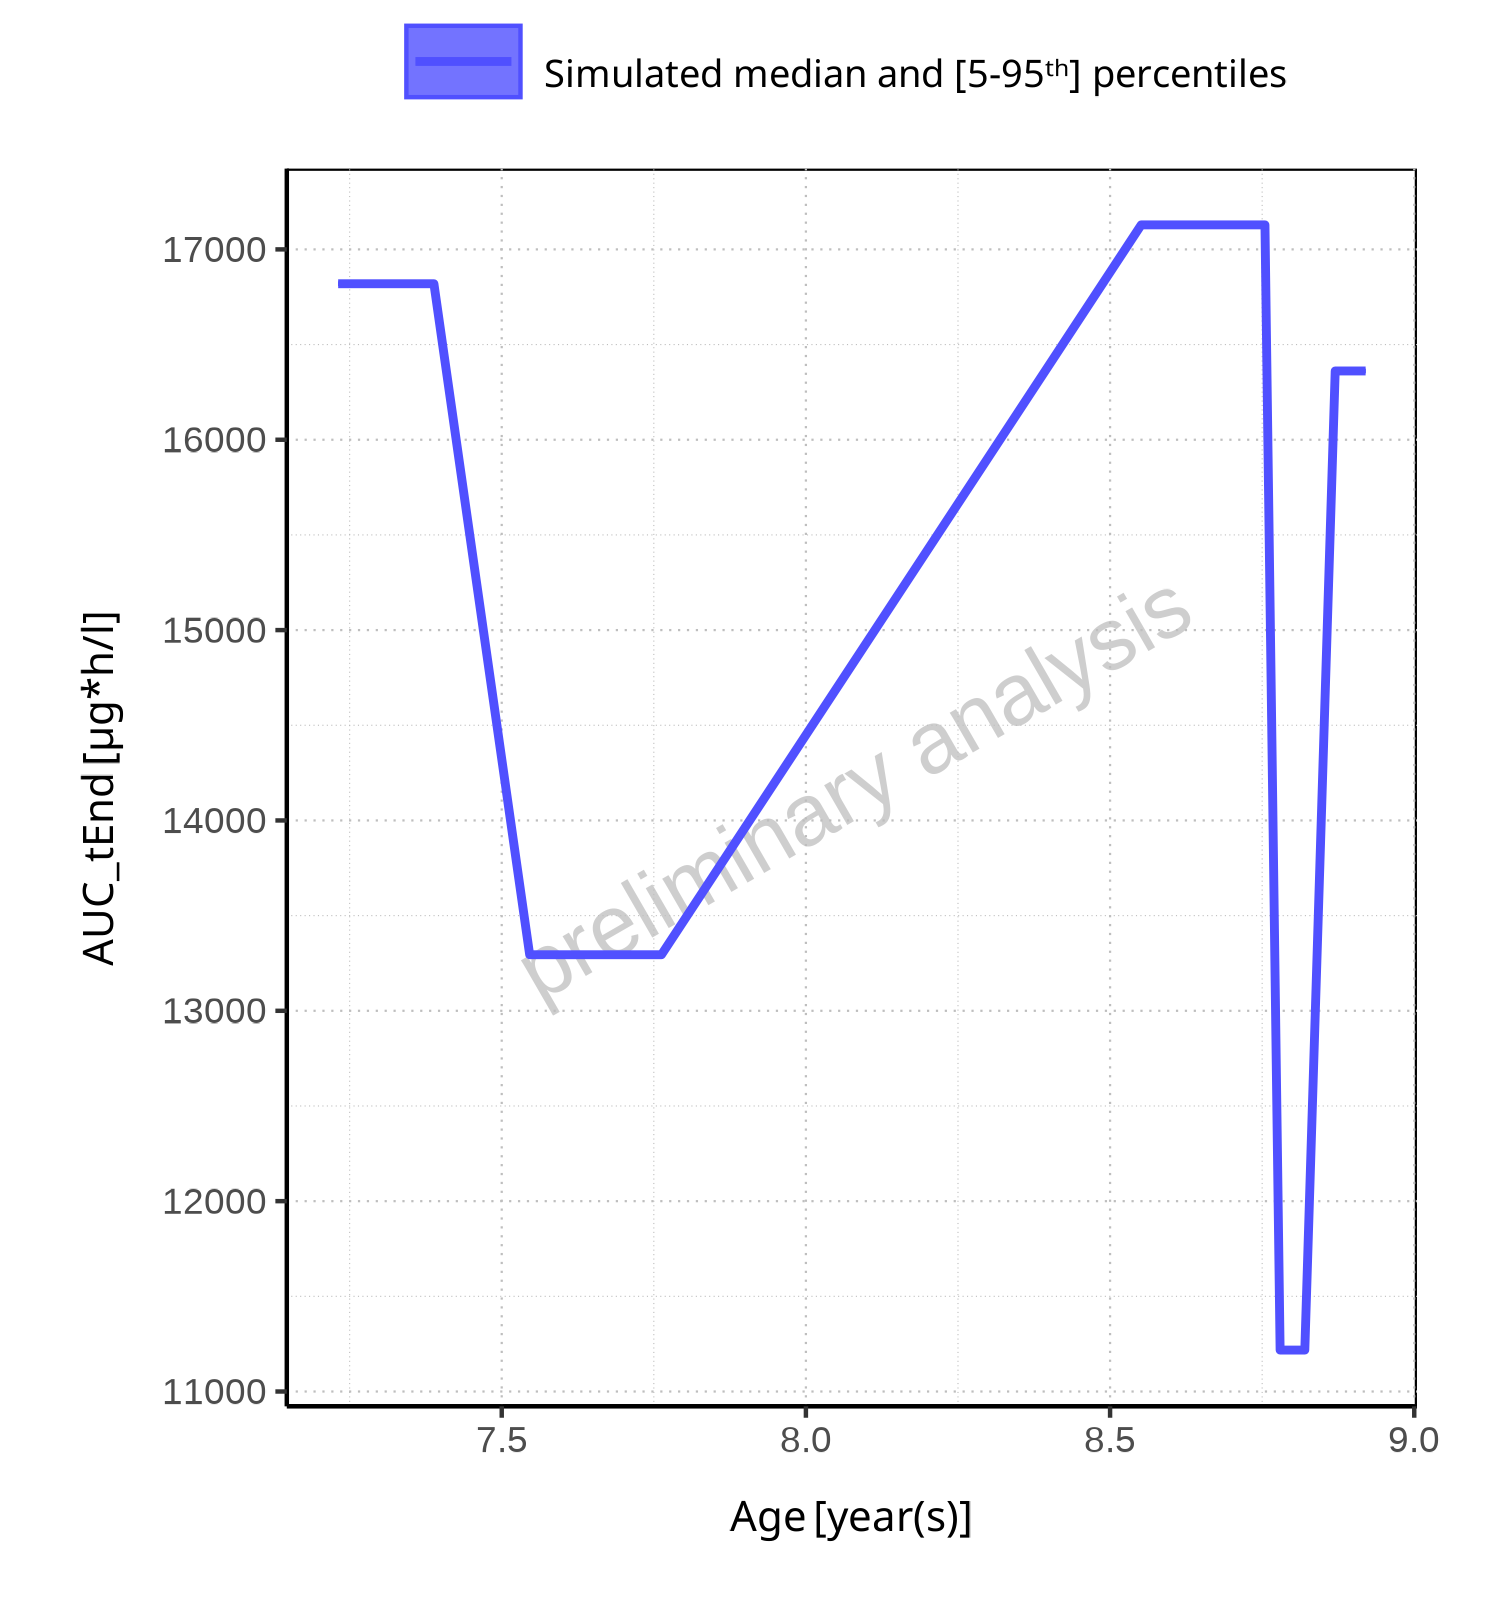 Simulated median and [5-95ᵗʰ] percentiles
17000
16000
15000
14000
13000
12000
11000
AUC_tEnd [µg*h/l]
preliminary analysis
7.5 8.0 8.5 9.0
Age [year(s)]